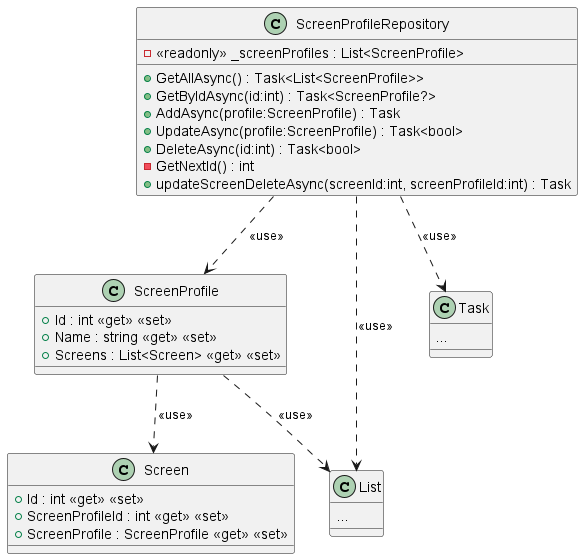 C ScreenProfileRepository
«readonly» _screenProfiles : List<ScreenProfile>
GetAllAsync() : Task<List<ScreenProfile>>
GetByIdAsync(id:int) : Task<ScreenProfile?>
AddAsync(profile:ScreenProfile) : Task
UpdateAsync(profile:ScreenProfile) : Task<bool>
DeleteAsync(id:int) : Task<bool>
GetNextId() : int
updateScreenDeleteAsync(screenId:int, screenProfileId:int) : Task
«use»
«use»
«use»
C ScreenProfile
Id : int «get» «set»
Name : string «get» «set»
Screens : List<Screen> «get» «set»
C Task
...
«use»
«use»
C Screen
Id : int «get» «set»
ScreenProfileId : int «get» «set»
ScreenProfile : ScreenProfile «get» «set»
C List
...